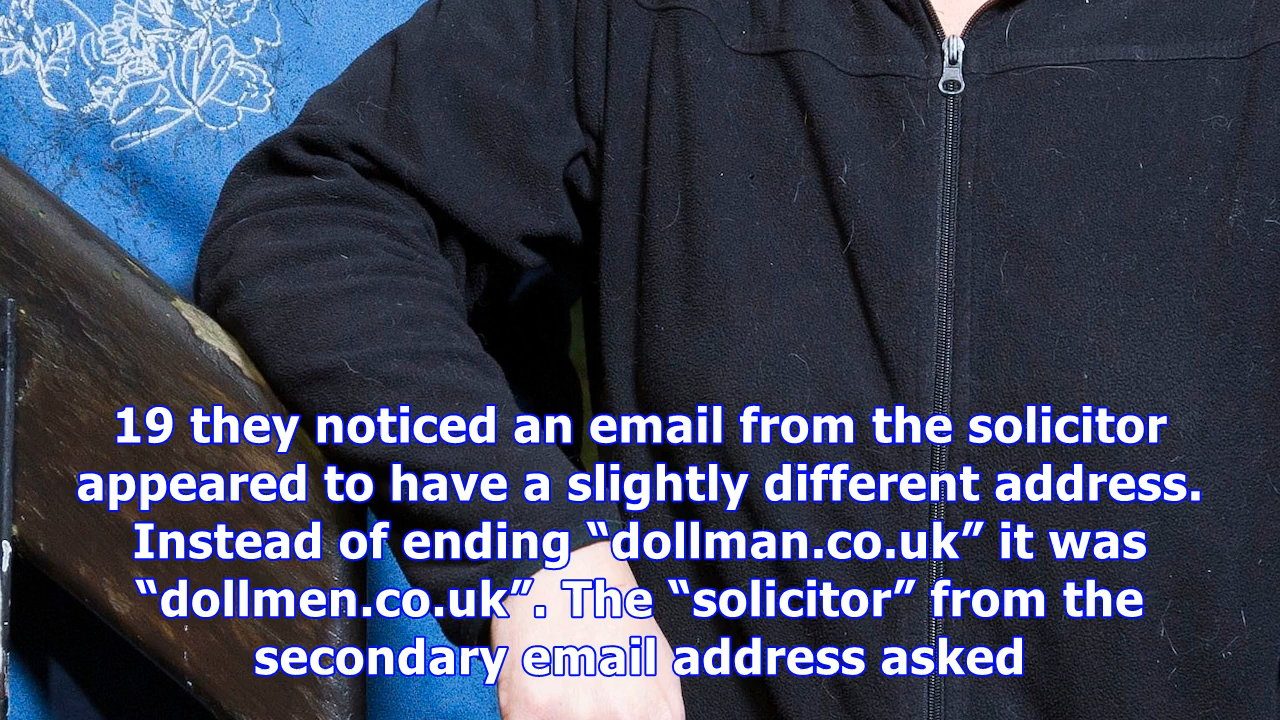 19 they noticed an email from the solicitor
appeared to have a slightly different address.
Instead of ending “dollman.co.uk” it was
“dollmen.co.uk”. The “solicitor” from the
secondary email address asked